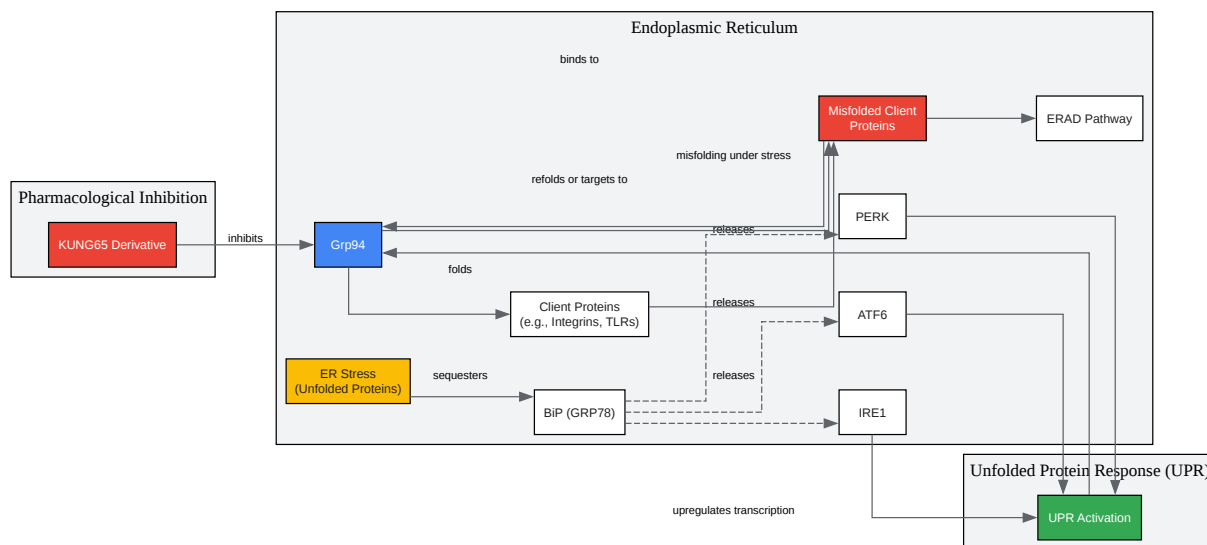 Endoplasmic Reticulum
binds to
Misfolded Client
Proteins
ERAD Pathway
misfolding under stress
refolds or targets to
Pharmacological Inhibition
KUNG65 Derivative
inhibits
Grp94
PERK
releases
folds
Client Proteins
(e.g., Integrins, TLRs)
releases
ATF6
ER Stress
(Unfolded Proteins)
sequesters
releases
BiP (GRP78)
IRE1
Unfolded Protein Response (UPR)
upregulates transcription
UPR Activation